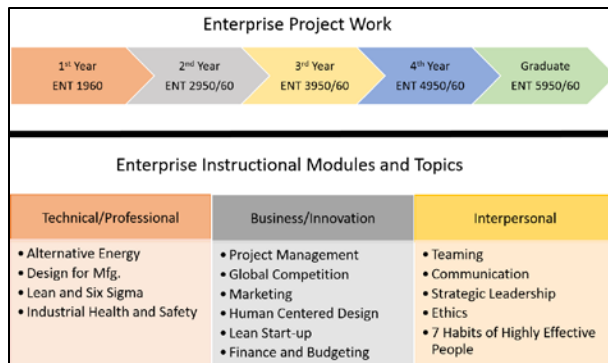 Enterprise Project Work
1st Year
ENT 1960
2nd Year
ENT 2950/60
3rd Year
ENT 3950/60
4th Year
ENT 4950/60
Graduate
ENT 5950/60
Enterprise Instructional Modules and Topics
Technical/Professional
• Alternative Energy
• Design for Mfg.
• Lean and Six Sigma
• Industrial Health and Safety
Business/Innovation
• Project Management
• Global Competition
• Marketing
• Human Centered Design
• Lean Start-up
• Finance and Budgeting
Interpersonal
• Teaming
• Communication
• Strategic Leadership
• Ethics
• 7 Habits of Highly Effective
People